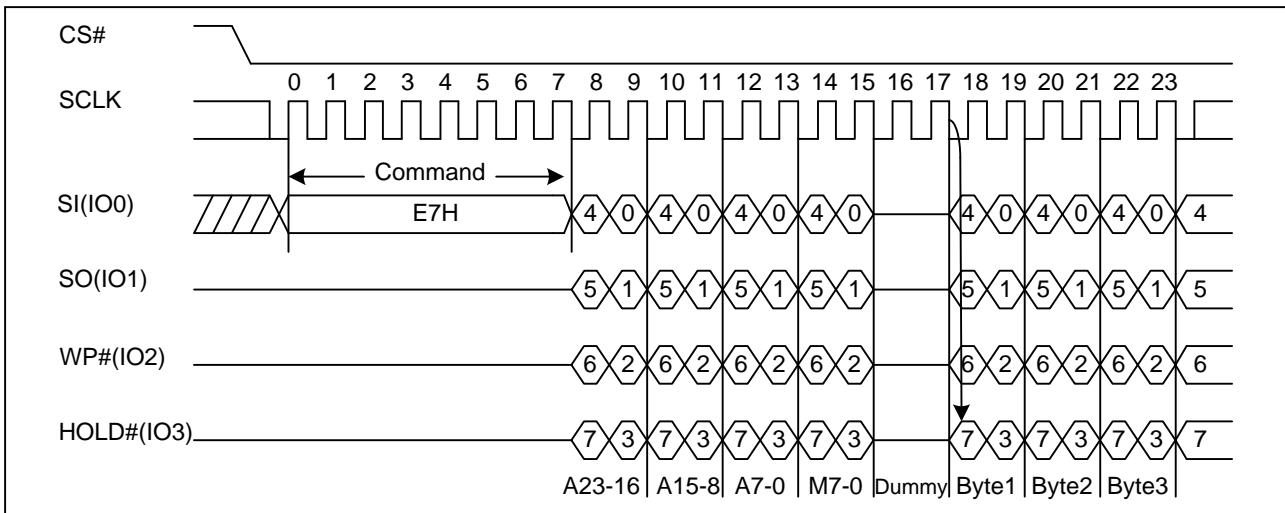 CS#
0 1 2 3 4 5 6 7 8 9 10 11 12 13 14 15 16 17 18 19 20 21 22 23
SCLK
Command
SI(IO0) E7H 4 0 4 0 4 0 4 0 4 0 4 0 4 0 4
SO(IO1) 5 1 5 1 5 1 5 1 5 1 5 1 5 1 5
WP#(IO2) 6 2 6 2 6 2 6 2 6 2 6 2 6 2 6
HOLD#(IO3) 7 3 7 3 7 3 7 3 7 3 7 3 7 3 7
A23-16 A15-8 A7-0 M7-0 Dummy Byte1 Byte2 Byte3